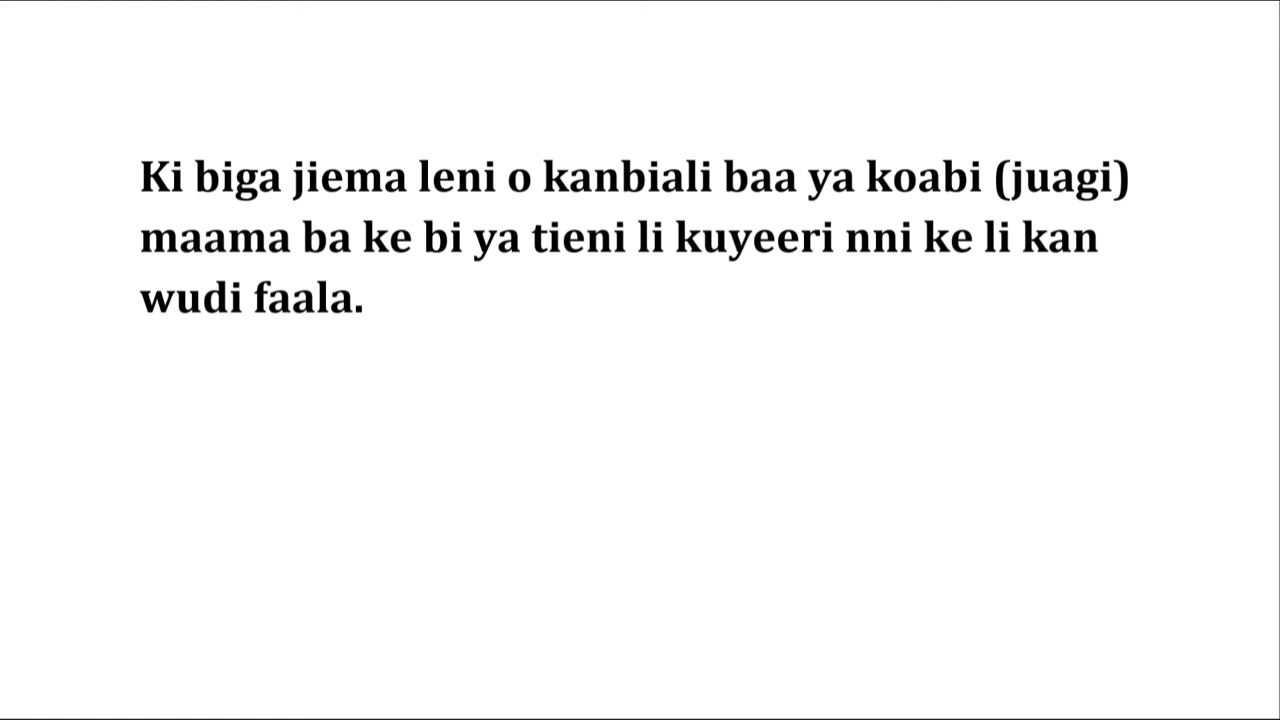 Ki biga jiema leni o kanbiali baa ya koabi (juagi)
maama ba ke bi ya tieni li kuyeeri nni ke li kan
wudi faala.